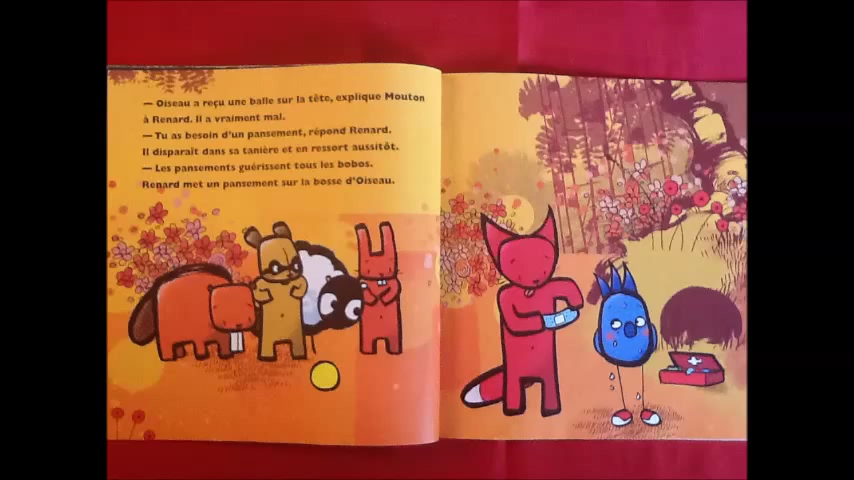 — Oiseau a reçu une balle sur la tête, explique Mouton
à Renard. Il a vraiment mal.
— Tu as besoin d'un pansement, répond Renard.
Il disparaît dans sa tanière et en ressort aussitôt.
— Les pansements guérissent tous les bobos.
Renard met un pansement sur la bosse d'Oiseau.